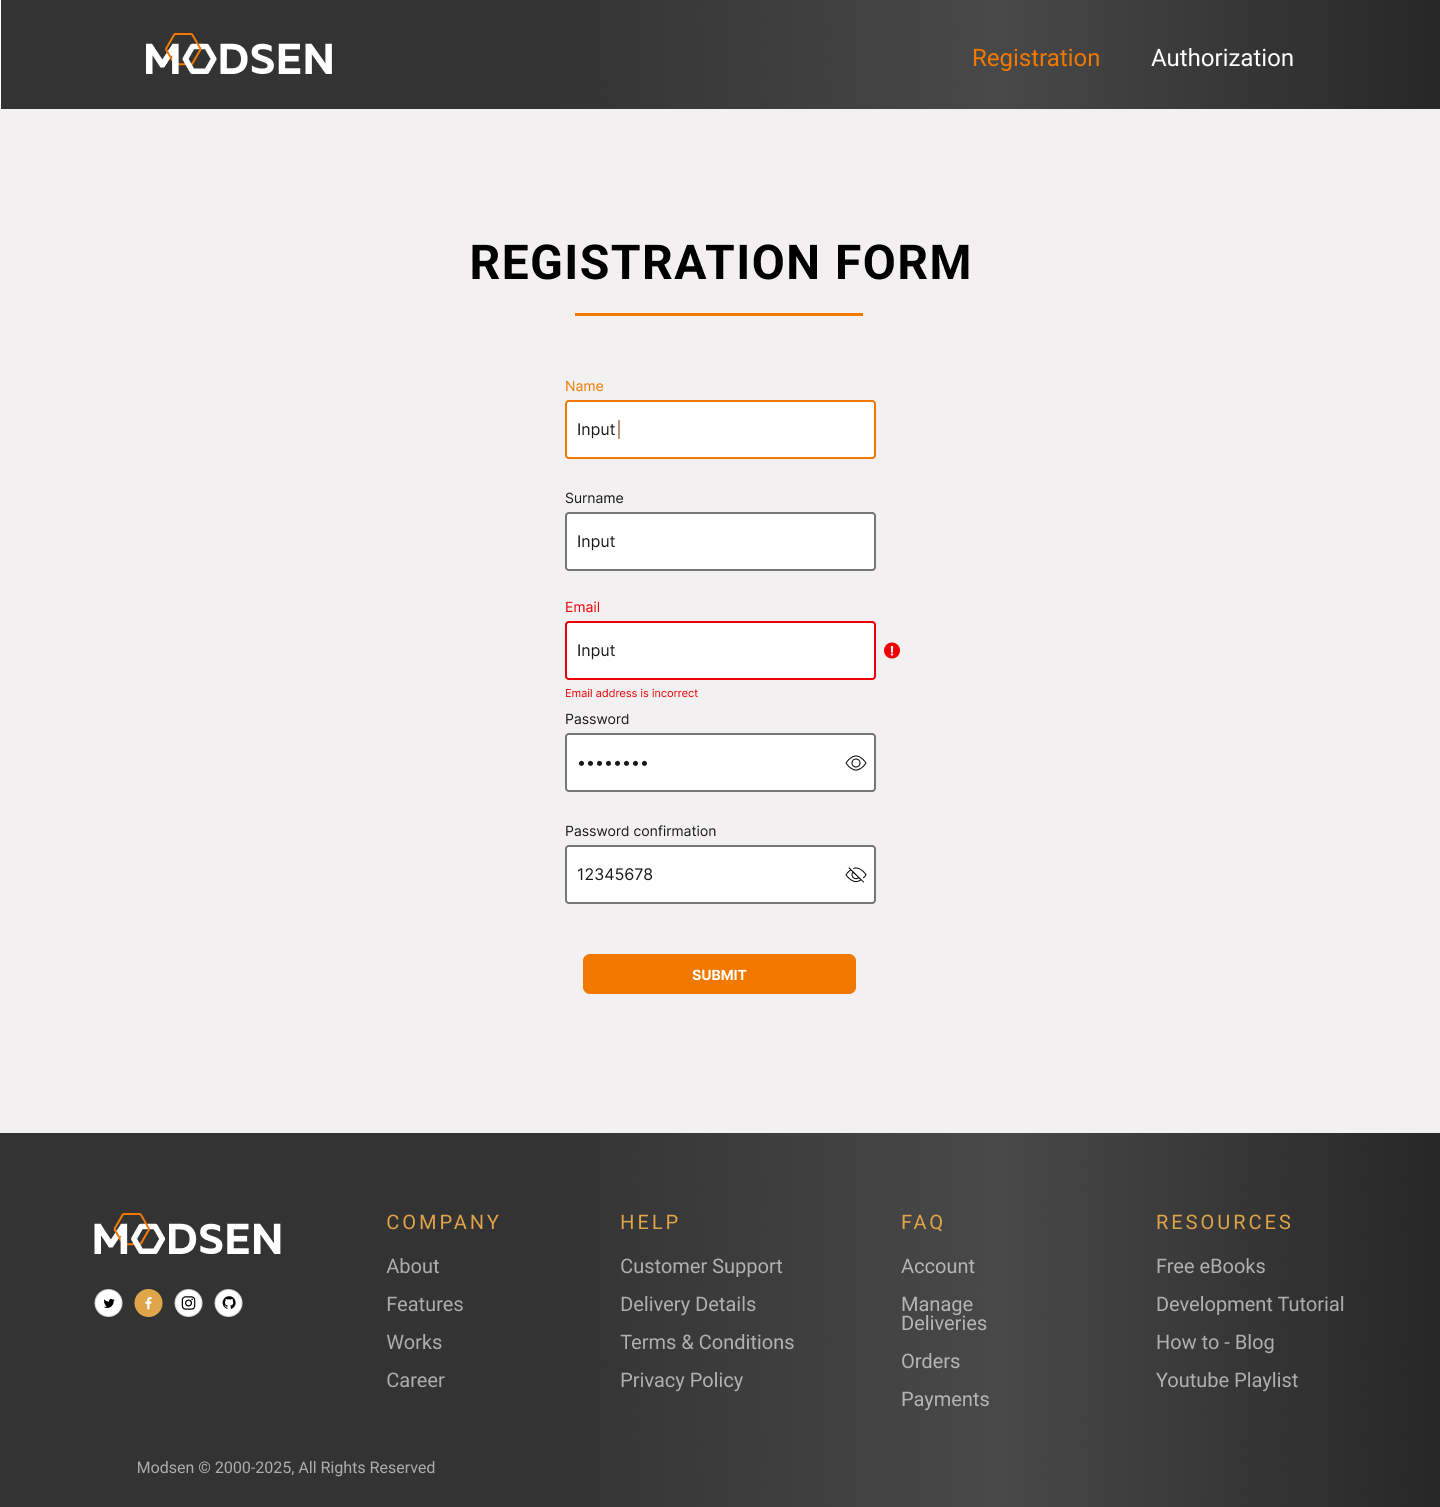 MODSEN
Registration
Authorization
REGISTRATION FORM
Name
Input
Surname
Input
Email
Input
Email address is incorrect
Password
••••••••
Password confirmation
12345678
SUBMIT
MODSEN
COMPANY
About
Features
Works
Career
HELP
Customer Support
Delivery Details
Terms & Conditions
Privacy Policy
FAQ
Account
Manage
Deliveries
Orders
Payments
RESOURCES
Free eBooks
Development Tutorial
How to - Blog
Youtube Playlist
Modsen © 2000-2025, All Rights Reserved